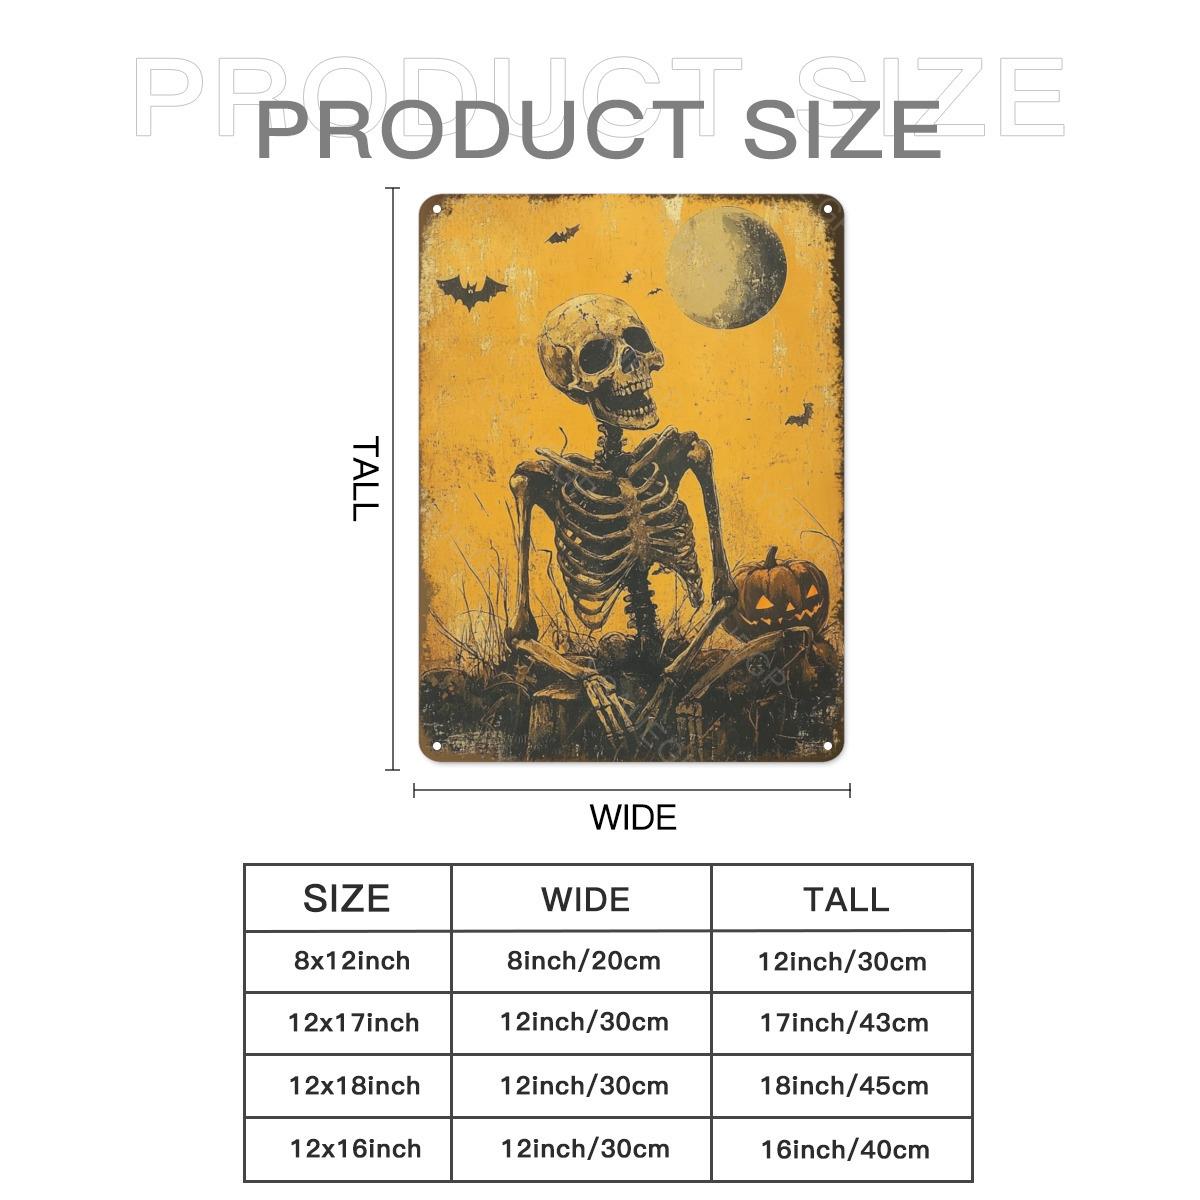 PRODUCT SIZE
PRODUCT SIZE
TALL
WIDE
SIZE WIDE TALL
8x12inch 8inch/20cm 12inch/30cm
12x17inch 12inch/30cm 17inch/43cm
12x18inch 12inch/30cm 18inch/45cm
12x16inch 12inch/30cm 16inch/40cm